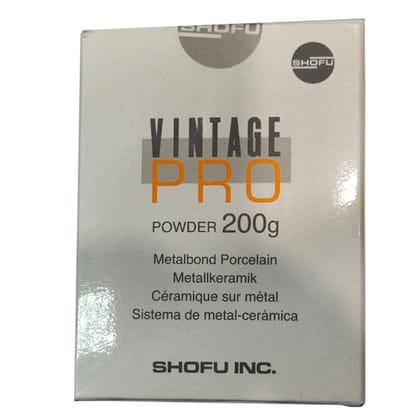 SHOFU
SHOFU
VINTAGE
PRO
POWDER 200g
Metalbond Porcelain
Metallkeramik
Céramique sur métal
Sistema de metal-cerámica
SHOFU INC.